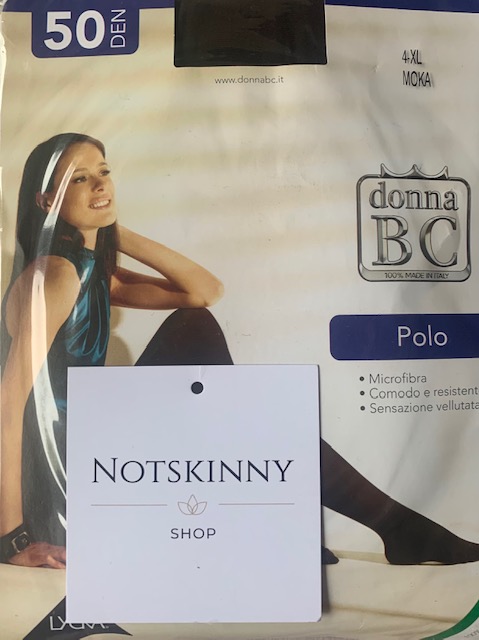 50
DEN
www.donnabc.it
4-XL
MOKA
donna
BC
100% MADE IN ITALY
Polo
• Microfibra
• Comodo e resistent
• Sensazione vellutata
NOTSKINNY
SHOP
LYCRA